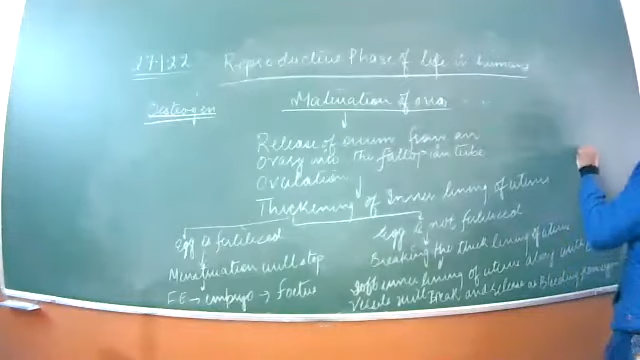 17-1-22
Reproductive Phase of life in humans
Oestrogen
Maturation of ova
Release of ovum from an
Ovary into the fallopian tube
Ovulation
Thickening of Inner lining of uterus
egg is fertilised
Menstruation will stop
FE → embryo → Foetus
egg is not fertilised
Breaking the thick lining of uterus
Soft inner lining of uterus along with
Vessels will Break and release as Bleeding